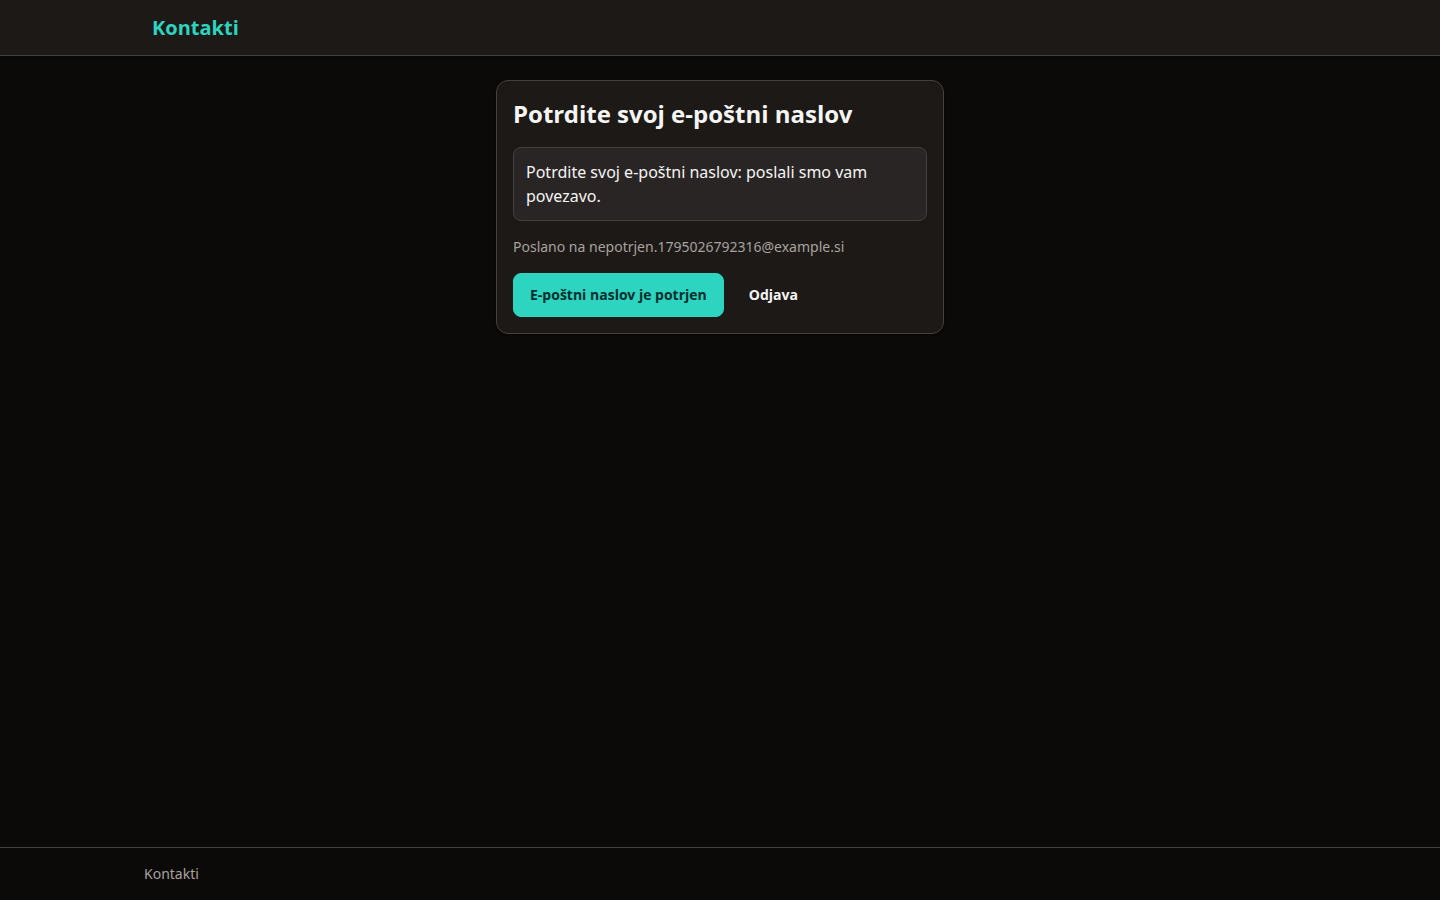 Kontakti
Potrdite svoj e-poštni naslov
Potrdite svoj e-poštni naslov: poslali smo vam
povezavo.
Poslano na nepotrjen.1795026792316@example.si
E-poštni naslov je potrjen
Odjava
Kontakti